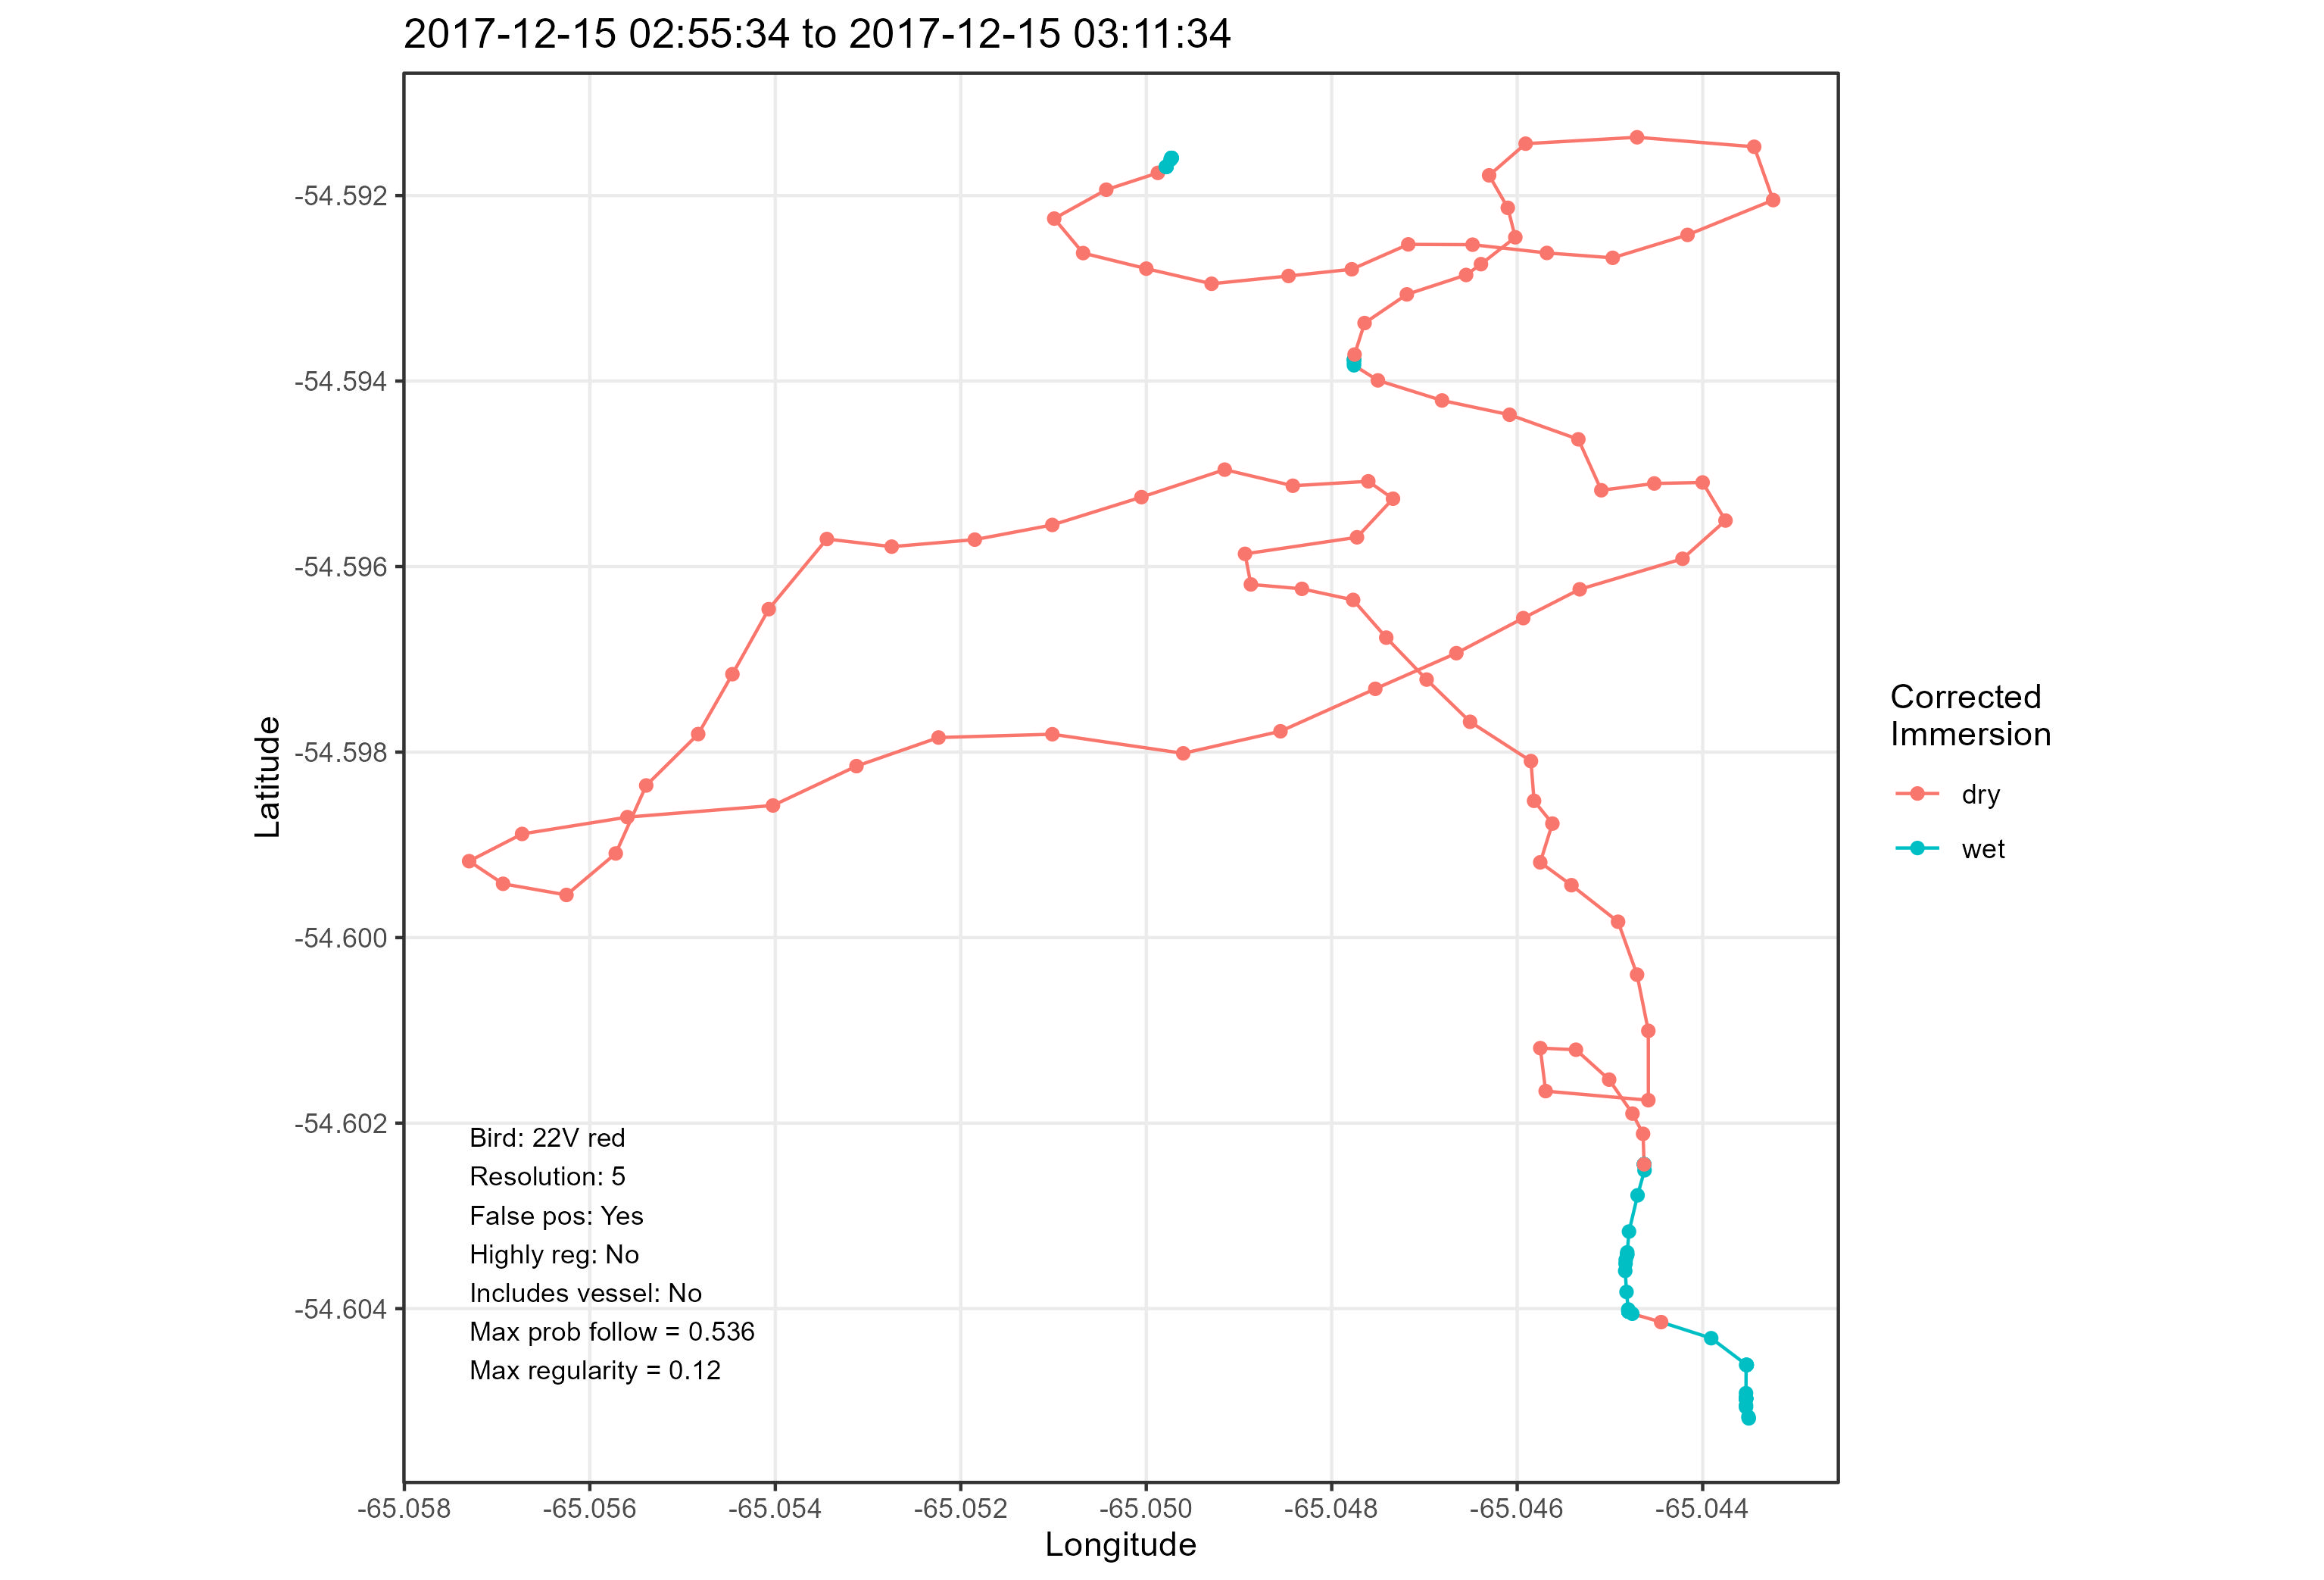 2017-12-15 02:55:34 to 2017-12-15 03:11:34
-54.592
-54.594
-54.596
-54.598
-54.600
-54.602
-54.604
Latitude
Bird: 22V red
Resolution: 5
False pos: Yes
Highly reg: No
Includes vessel: No
Max prob follow = 0.536
Max regularity = 0.12
-65.058
-65.056
-65.054
-65.052
-65.050
-65.048
-65.046
-65.044
Longitude
Corrected
Immersion
dry
wet